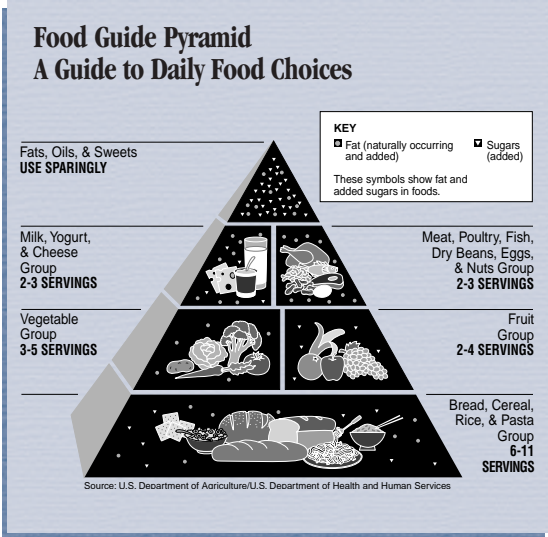 Food Guide Pyramid
A Guide to Daily Food Choices
KEY
Fat (naturally occurring
and added)
Sugars
(added)
These symbols show fat and
added sugars in foods.
Fats, Oils, & Sweets
USE SPARINGLY
Milk, Yogurt,
& Cheese
Group
2-3 SERVINGS
Meat, Poultry, Fish,
Dry Beans, Eggs,
& Nuts Group
2-3 SERVINGS
Vegetable
Group
3-5 SERVINGS
Fruit
Group
2-4 SERVINGS
Bread, Cereal,
Rice, & Pasta
Group
6-11
SERVINGS
Source: U.S. Department of Agriculture/U.S. Department of Health and Human Services